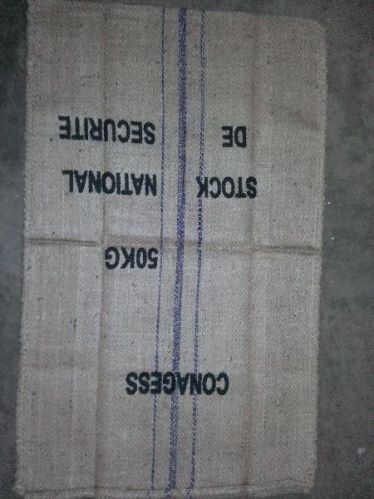 CONAGESS
50KG
STOCK NATIONAL
DE SECURITE